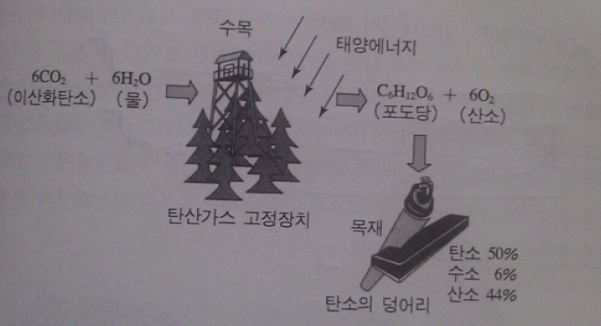 수목
태양에너지
6CO₂ + 6H₂O
(이산화탄소) (물)
C₆H₁₂O₆ + 6O₂
(포도당) (산소)
탄산가스 고정장치
목재
탄소 50%
수소 6%
산소 44%
탄소의 덩어리